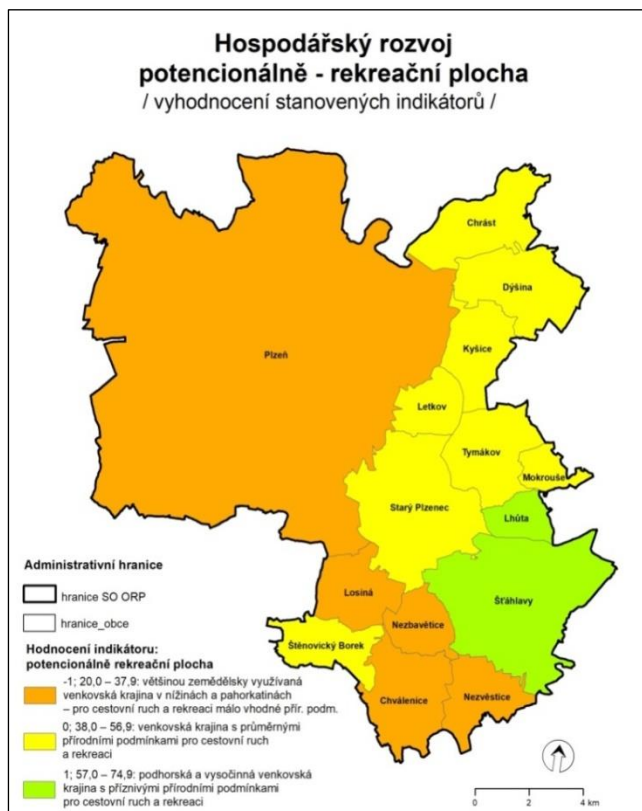 Hospodářský rozvoj
potencionálně - rekreační plocha
/ vyhodnocení stanovených indikátorů /
Chrást
Dýšina
Plzeň
Kyšice
Letkov
Tymákov
Mokrouše
Starý Plzenec
Lhůta
Administrativní hranice
hranice SO ORP
hranice_obce
Losiná
Šťáhlavy
Nezbavětice
Štěnovický Borek
Chválenice
Nezvěstice
Hodnocení indikátoru:
potencionálně rekreační plocha
-1; 20,0 – 37,9: většinou zemědělsky využívaná
venkovská krajina v nížinách a pahorkatinách
– pro cestovní ruch a rekreaci málo vhodné přír. podm.
0; 38,0 – 56,9: venkovská krajina s průměrnými
přírodními podmínkami pro cestovní ruch
a rekreaci
1; 57,0 – 74,9: podhorská a vysočinná venkovská
krajina s příznivými přírodními podmínkami
pro cestovní ruch a rekreaci
0 2 4 km